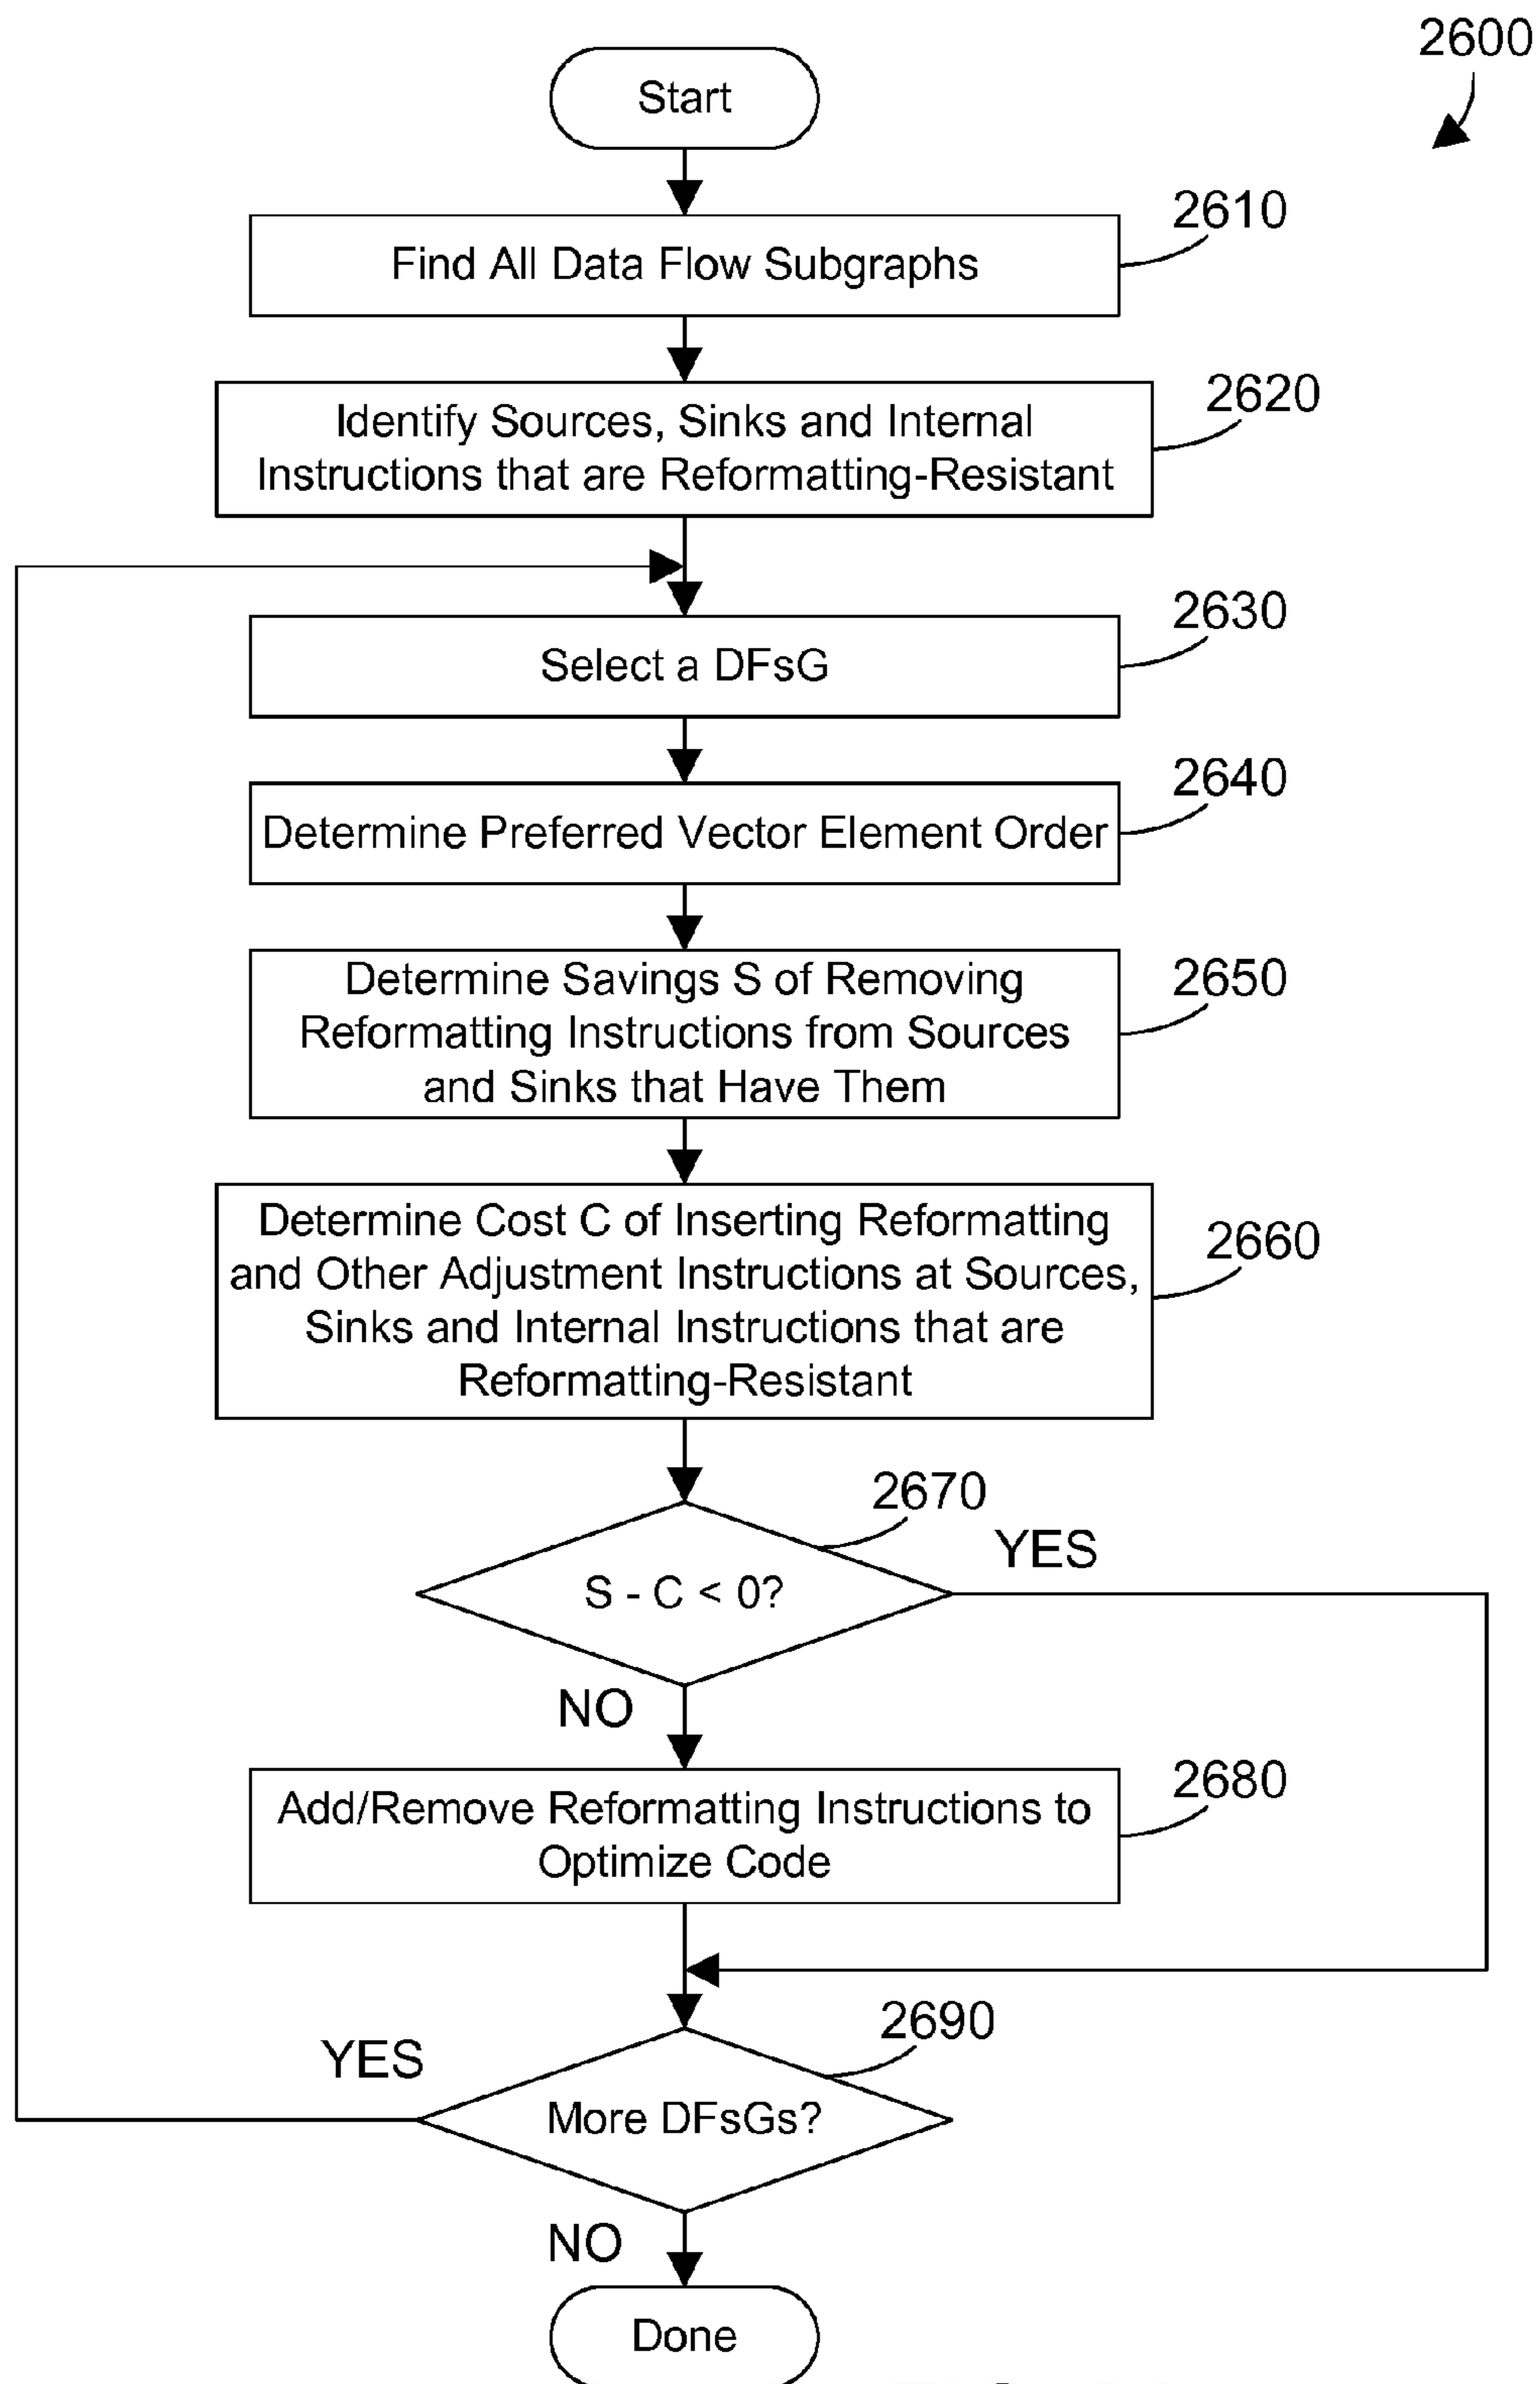 2600
Start
2610
Find All Data Flow Subgraphs
2620
Identify Sources, Sinks and Internal
Instructions that are Reformatting-Resistant
2630
Select a DFsG
2640
Determine Preferred Vector Element Order
2650
Determine Savings S of Removing
Reformatting Instructions from Sources
and Sinks that Have Them
2660
Determine Cost C of Inserting Reformatting
and Other Adjustment Instructions at Sources,
Sinks and Internal Instructions that are
Reformatting-Resistant
2670
YES
S - C < 0?
NO
2680
Add/Remove Reformatting Instructions to
Optimize Code
2690
YES
More DFsGs?
NO
Done